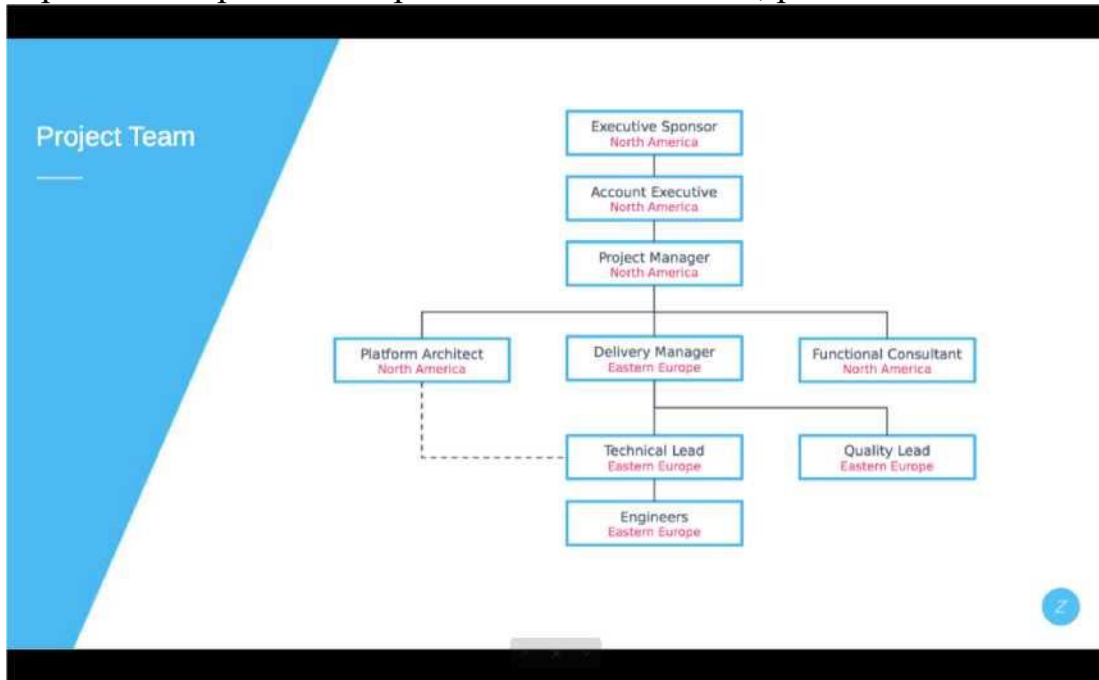 Project Team
Executive Sponsor
North America
Account Executive
North America
Project Manager
North America
Platform Architect
North America
Delivery Manager
Eastern Europe
Functional Consultant
North America
Technical Lead
Eastern Europe
Quality Lead
Eastern Europe
Engineers
Eastern Europe
Z